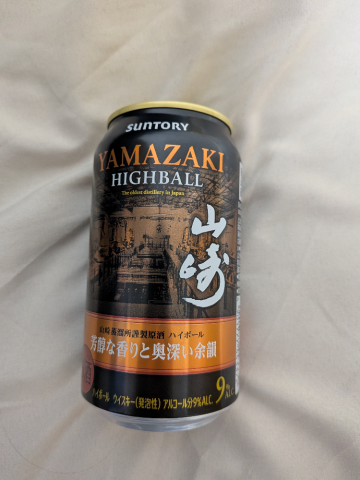 SUNTORY
YAMAZAKI
HIGHBALL
The oldest distillery in Japan
山崎
山崎蒸溜所謹製原酒 ハイボール
芳醇な香りと奥深い余韻
ハイボール ウイスキー(発泡性) アルコール分9% ALC. 9% ALC.